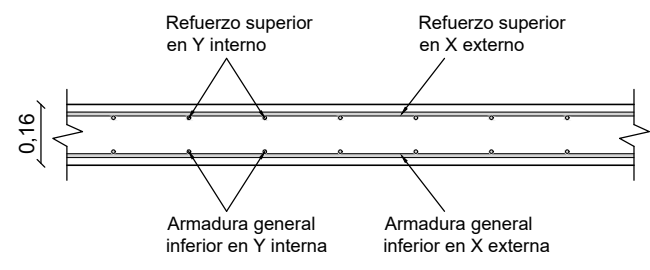 Refuerzo superior
en Y interno
Refuerzo superior
en X externo
0,16
Armadura general
inferior en Y interna
Armadura general
inferior en X externa